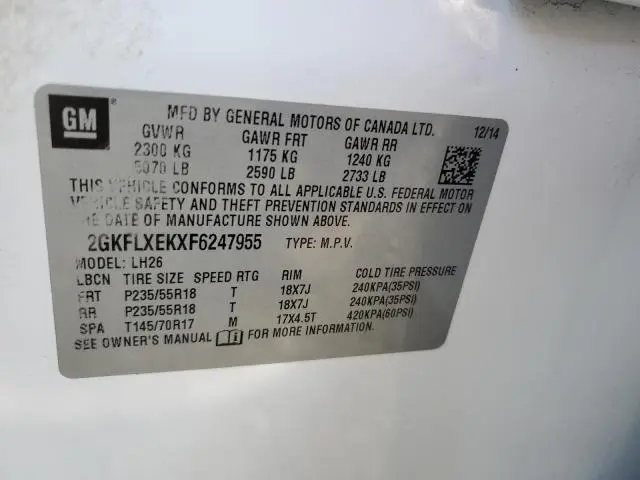 GM ®
MFD BY GENERAL MOTORS OF CANADA LTD. 12/14
GVWR GAWR FRT GAWR RR
2300 KG 1175 KG 1240 KG
5070 LB 2590 LB 2733 LB
THIS VEHICLE CONFORMS TO ALL APPLICABLE U.S. FEDERAL MOTOR
VEHICLE SAFETY AND THEFT PREVENTION STANDARDS IN EFFECT ON
THE DATE OF MANUFACTURE SHOWN ABOVE.
2GKFLXEKXF6247955 TYPE: M.P.V.
MODEL: LH26
LBCN TIRE SIZE SPEED RTG RIM COLD TIRE PRESSURE
FRT P235/55R18 T 18X7J 240KPA(35PSI)
RR P235/55R18 T 18X7J 240KPA(35PSI)
SPA T145/70R17 M 17X4.5T 420KPA(60PSI)
SEE OWNER'S MANUAL FOR MORE INFORMATION.